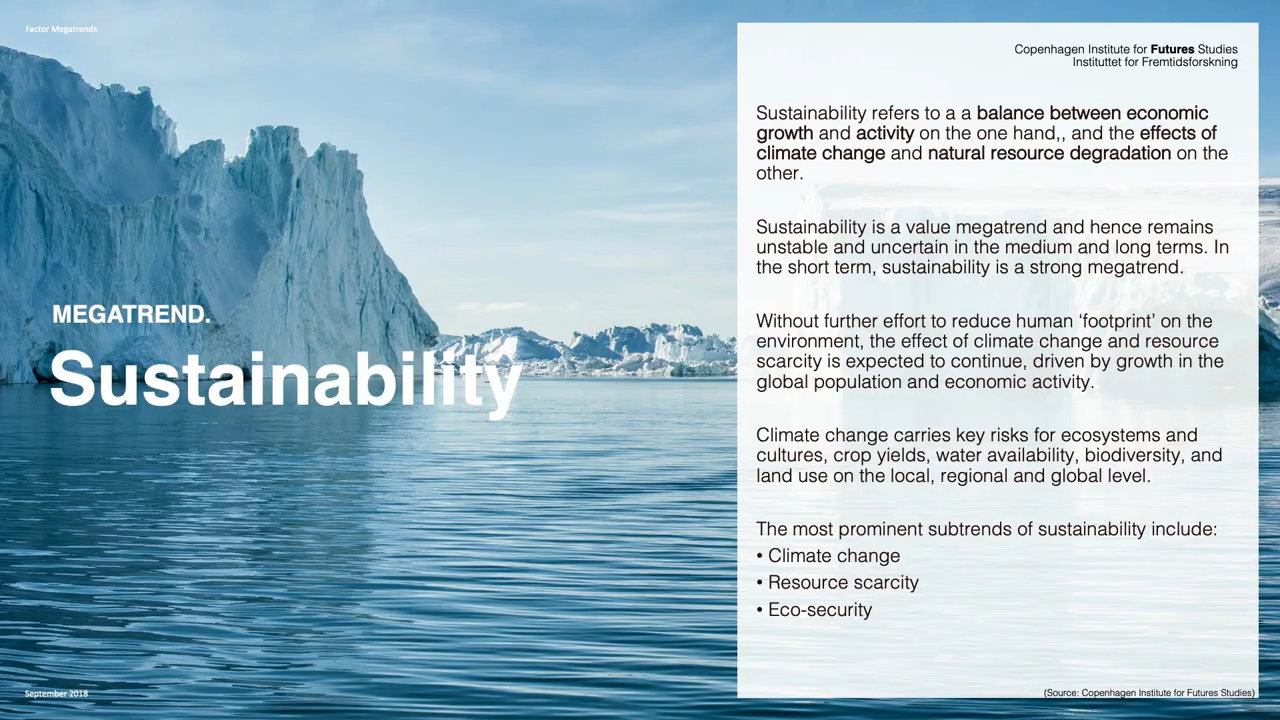 Factor Megatrends
Copenhagen Institute for Futures Studies
Instituttet for Fremtidsforskning
Sustainability refers to a a balance between economic
growth and activity on the one hand,, and the effects of
climate change and natural resource degradation on the
other.
Sustainability is a value megatrend and hence remains
unstable and uncertain in the medium and long terms. In
the short term, sustainability is a strong megatrend.
MEGATREND.
Sustainability
Without further effort to reduce human ‘footprint’ on the
environment, the effect of climate change and resource
scarcity is expected to continue, driven by growth in the
global population and economic activity.
Climate change carries key risks for ecosystems and
cultures, crop yields, water availability, biodiversity, and
land use on the local, regional and global level.
The most prominent subtrends of sustainability include:
• Climate change
• Resource scarcity
• Eco-security
September 2018
(Source: Copenhagen Institute for Futures Studies)